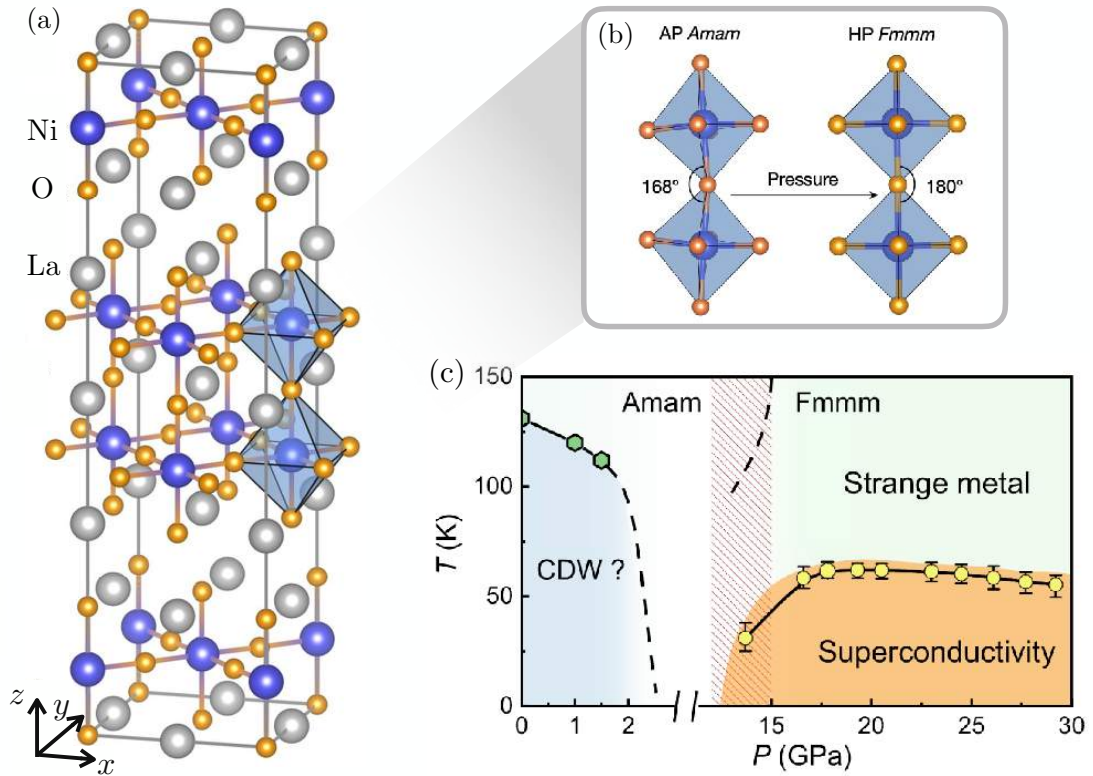 (a)
Ni
O
La
z
y
x
(b)
AP Amam
HP Fmmm
168°
Pressure
180°
(c)
150
100
50
0
T (K)
Amam
Fmmm
Strange metal
CDW ?
Superconductivity
0
1
2
15
20
25
30
P (GPa)